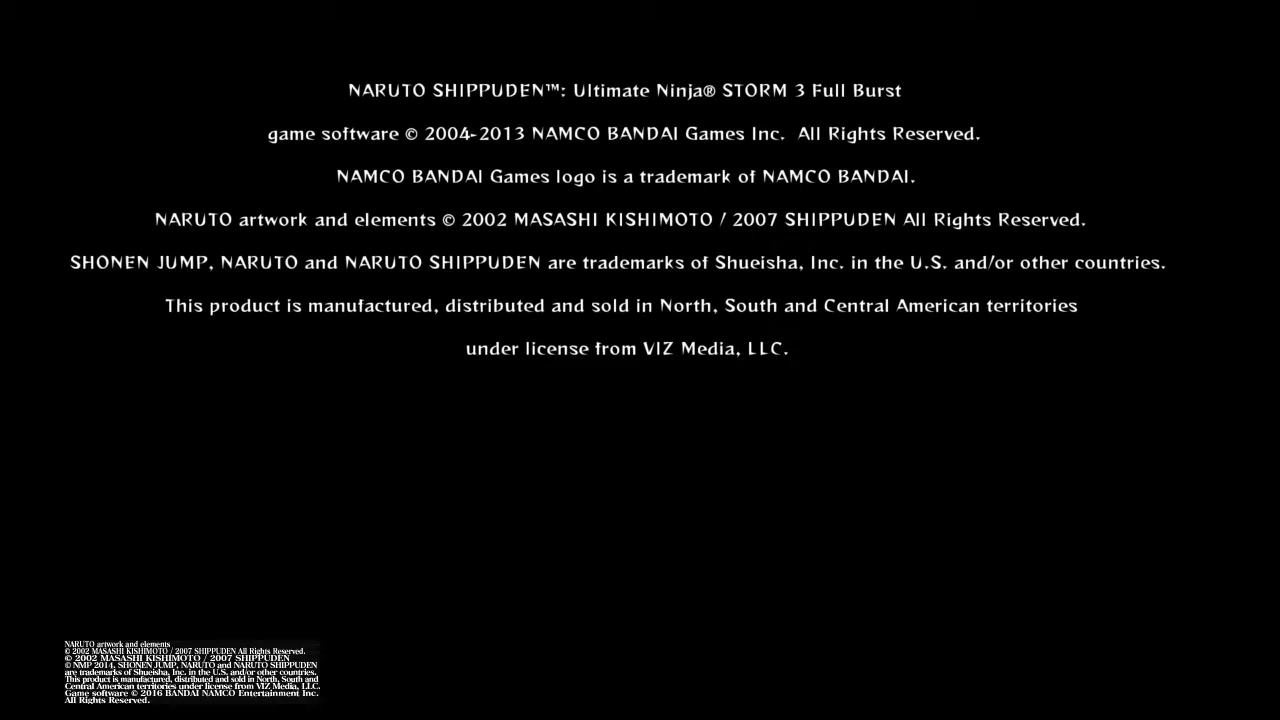 NARUTO SHIPPUDEN™: Ultimate Ninja® STORM 3 Full Burst
game software © 2004-2013 NAMCO BANDAI Games Inc. All Rights Reserved.
NAMCO BANDAI Games logo is a trademark of NAMCO BANDAI.
NARUTO artwork and elements © 2002 MASASHI KISHIMOTO / 2007 SHIPPUDEN All Rights Reserved.
SHONEN JUMP, NARUTO and NARUTO SHIPPUDEN are trademarks of Shueisha, Inc. in the U.S. and/or other countries.
This product is manufactured, distributed and sold in North, South and Central American territories
under license from VIZ Media, LLC.
NARUTO artwork and elements
© 2002 MASASHI KISHIMOTO / 2007 SHIPPUDEN All Rights Reserved.
© 2002 MASASHI KISHIMOTO / 2007 SHIPPUDEN
© NMP 2014, SHONEN JUMP, NARUTO and NARUTO SHIPPUDEN
are trademarks of Shueisha, Inc. in the U.S. and/or other countries.
This product is manufactured, distributed and sold in North, South and
Central American territories under license from VIZ Media, LLC.
Game software © 2016 BANDAI NAMCO Entertainment Inc.
All Rights Reserved.